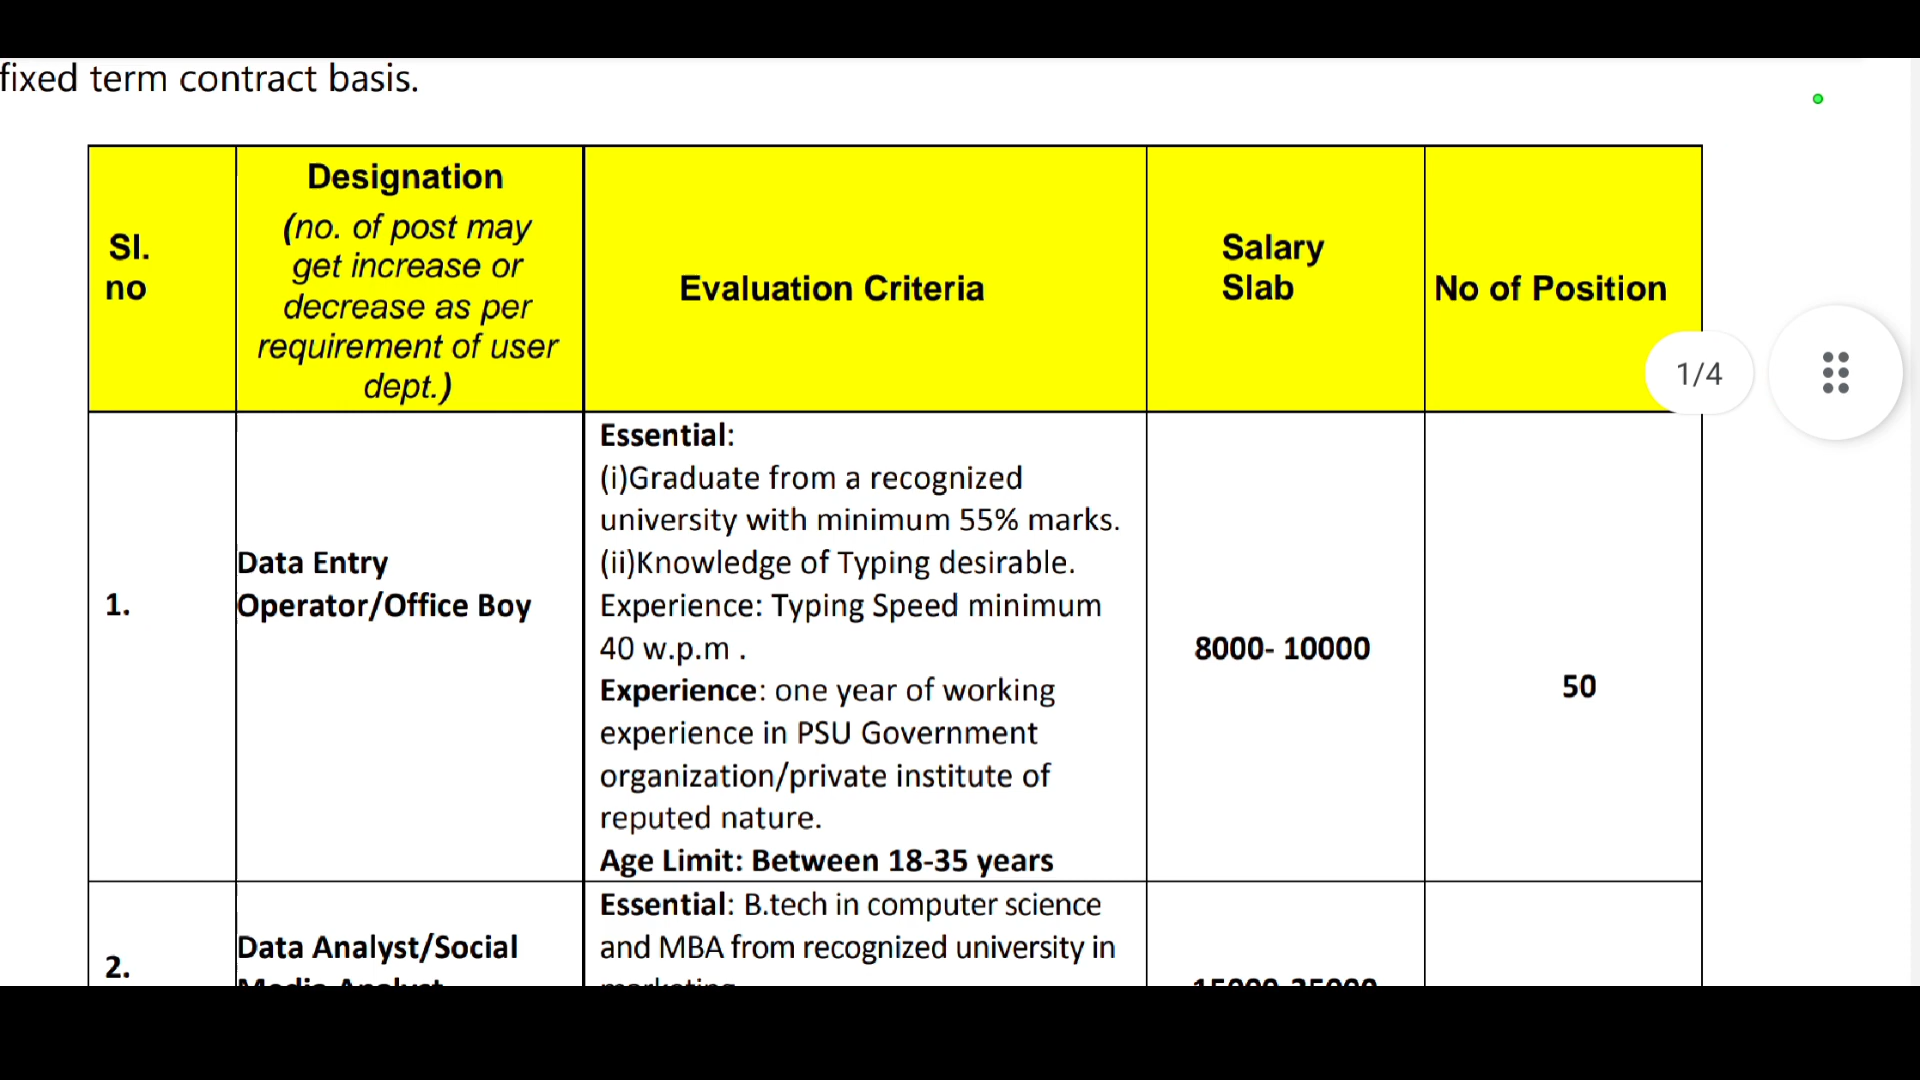 fixed term contract basis.
Sl.
no
Designation
(no. of post may
get increase or
decrease as per
requirement of user
dept.)
Evaluation Criteria
Salary
Slab
No of Position
1/4
1.
Data Entry
Operator/Office Boy
Essential:
(i)Graduate from a recognized
university with minimum 55% marks.
(ii)Knowledge of Typing desirable.
Experience: Typing Speed minimum
40 w.p.m .
Experience: one year of working
experience in PSU Government
organization/private institute of
reputed nature.
Age Limit: Between 18-35 years
8000- 10000
50
2.
Data Analyst/Social
Media Analyst
Essential: B.tech in computer science
and MBA from recognized university in
marketing